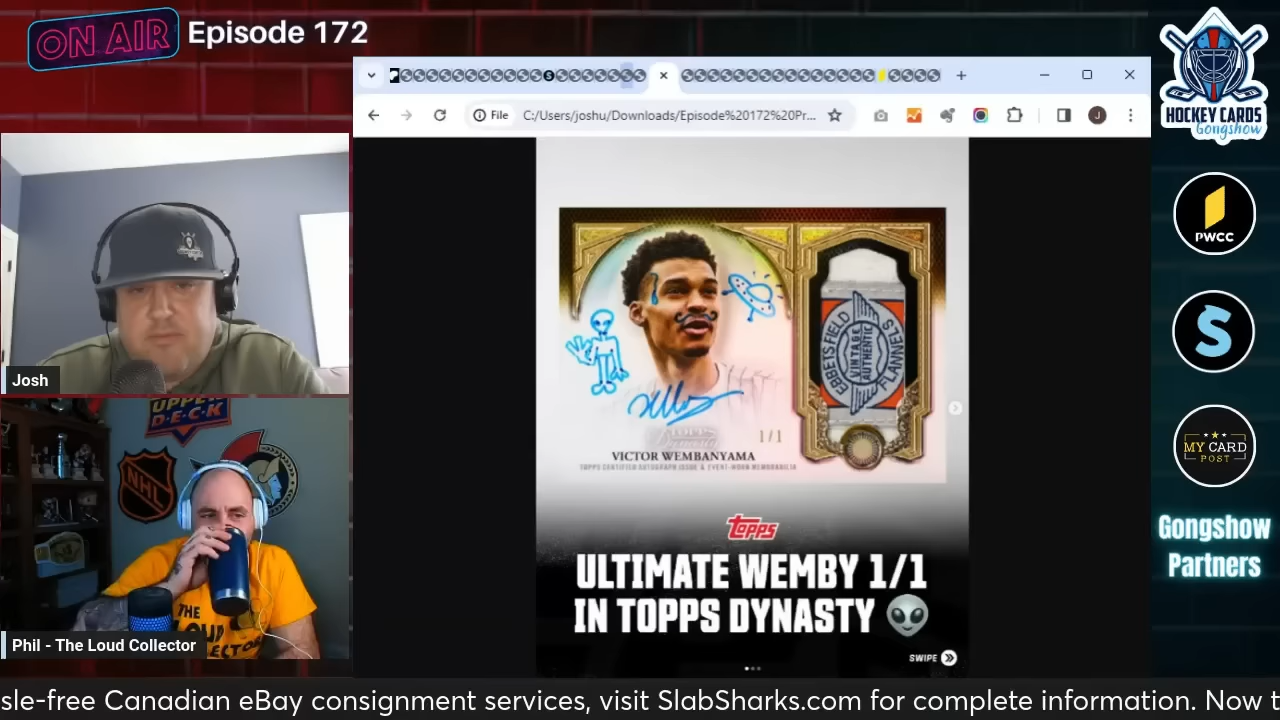 ON AIR
Episode 172
File
C:/Users/joshu/Downloads/Episode%20172%20Pr...
J
HOCKEY CARDS
Gongshow
PWCC
S
MY CARD
POST
Gongshow
Partners
Josh
UPPER
DECK
NHL
THE
LOUD
Phil - The Loud Collector
EBBETS FIELD
VINTAGE
AUTHENTIC
FLANNELS
TOPPS
Dynasty
1/1
VICTOR WEMBANYAMA
TOPPS CERTIFIED AUTOGRAPH ISSUE & EVENT-WORN MEMORABILIA
topps
ULTIMATE WEMBY 1/1
IN TOPPS DYNASTY
SWIPE
sle-free Canadian eBay consignment services, visit SlabSharks.com for complete information. Now t